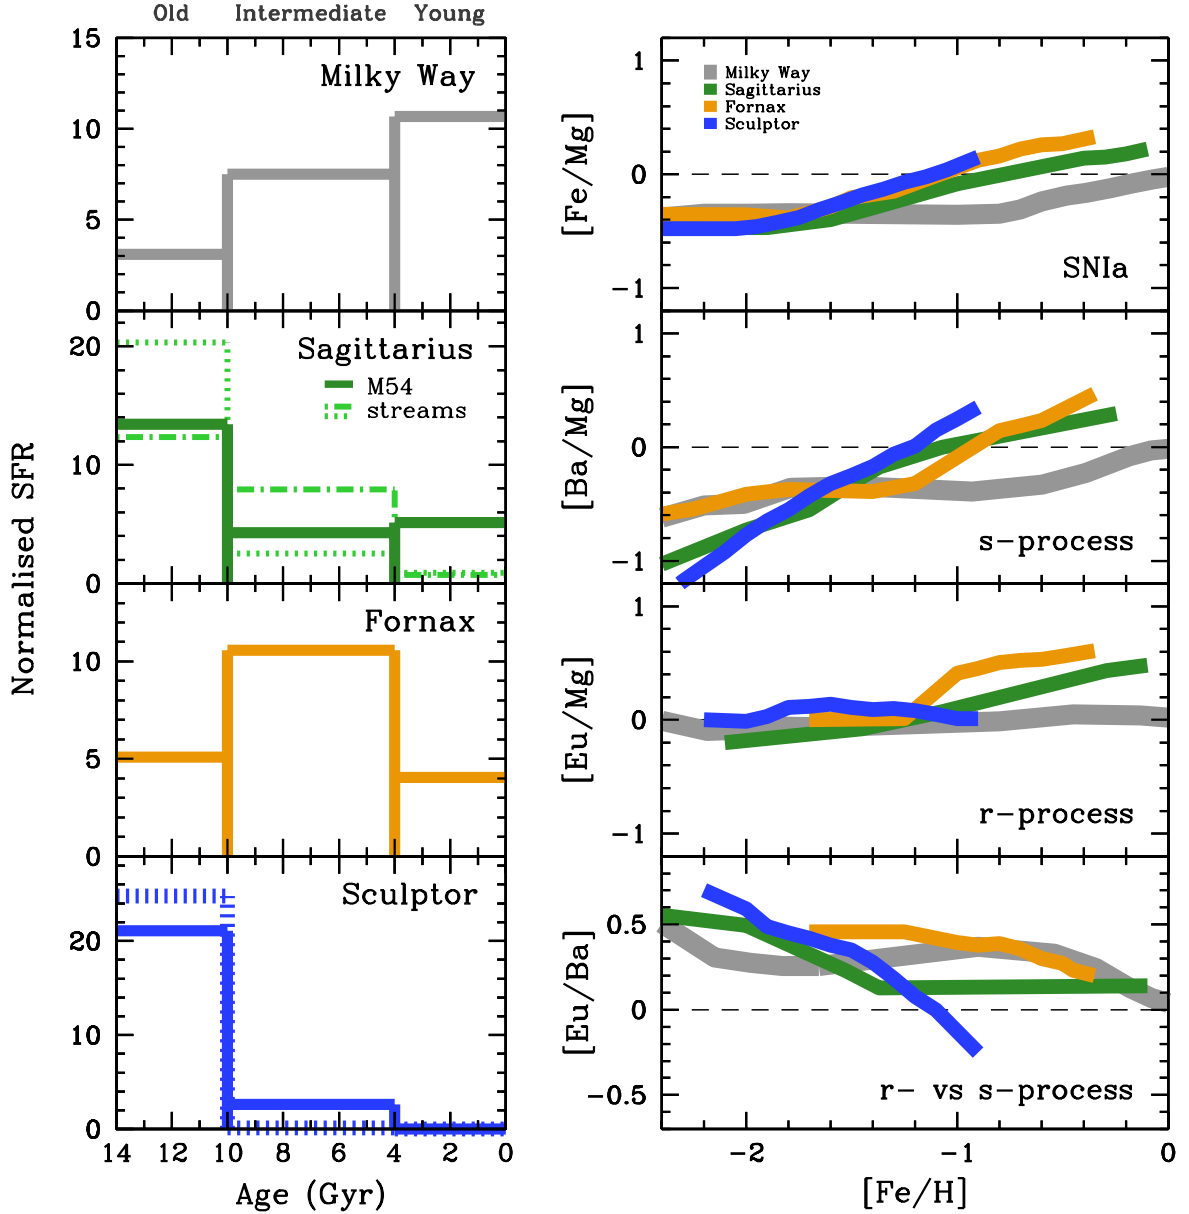 Old Intermediate Young
15
10
5
0
Milky Way
20
10
0
Sagittarius
M54
streams
10
5
0
Fornax
20
10
0
Sculptor
14 12 10 8 6 4 2 0
Age (Gyr)
Normalised SFR
1
0
−1
[Fe/Mg]
Milky Way
Sagittarius
Fornax
Sculptor
SNIa
1
0
−1
[Ba/Mg]
s−process
1
0
−1
[Eu/Mg]
r−process
0.5
0
−0.5
[Eu/Ba]
r− vs s−process
−2 −1 0
[Fe/H]